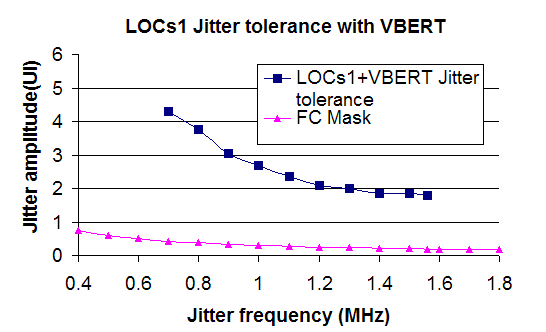 LOCs1 Jitter tolerance with VBERT
6
5
4
3
2
1
0
Jitter amplitude(UI)
LOCs1+VBERT Jitter
tolerance
FC Mask
0.4 0.6 0.8 1 1.2 1.4 1.6 1.8
Jitter frequency (MHz)